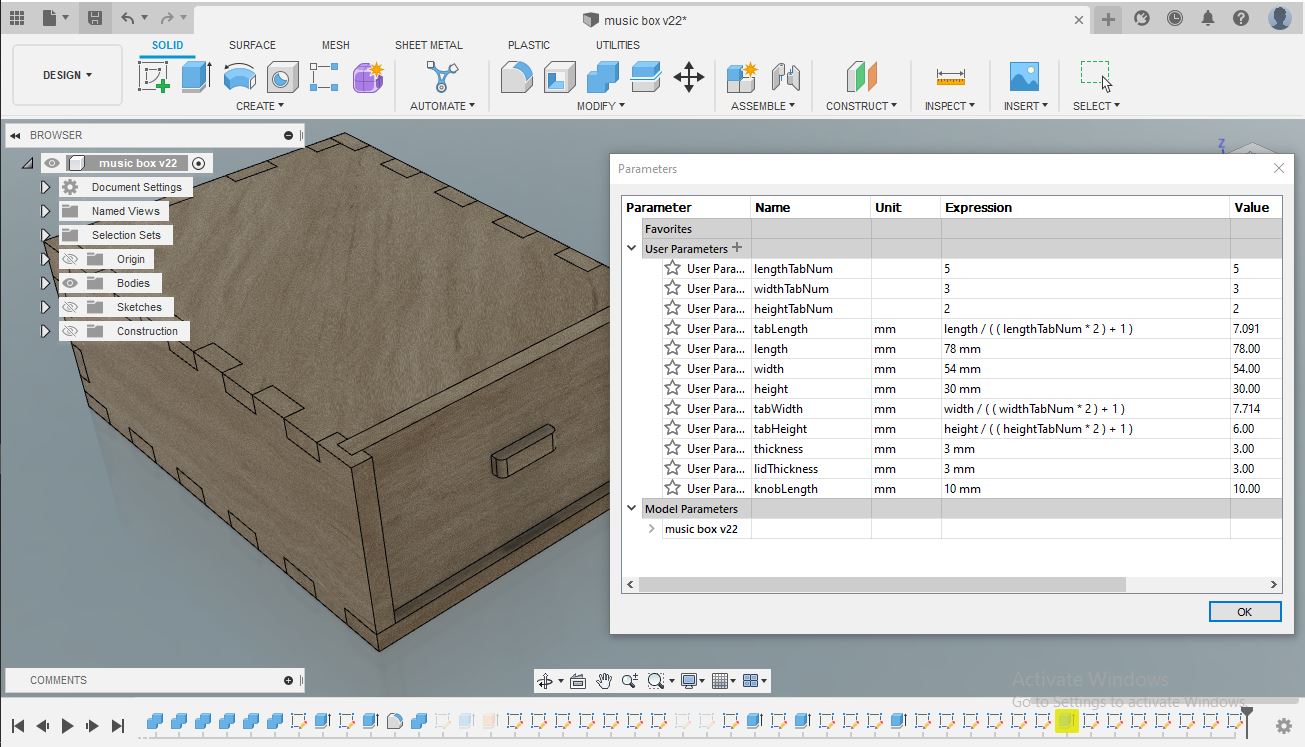 music box v22*
SOLID SURFACE MESH SHEET METAL PLASTIC UTILITIES
DESIGN
CREATE AUTOMATE MODIFY ASSEMBLE CONSTRUCT INSPECT INSERT SELECT
BROWSER
music box v22
Document Settings
Named Views
Selection Sets
Origin
Bodies
Sketches
Construction
Z
Parameters
Parameter Name Unit Expression Value
Favorites
User Parameters
User Para... lengthTabNum 5 5
User Para... widthTabNum 3 3
User Para... heightTabNum 2 2
User Para... tabLength mm length / ( ( lengthTabNum * 2 ) + 1 ) 7.091
User Para... length mm 78 mm 78.00
User Para... width mm 54 mm 54.00
User Para... height mm 30 mm 30.00
User Para... tabWidth mm width / ( ( widthTabNum * 2 ) + 1 ) 7.714
User Para... tabHeight mm height / ( ( heightTabNum * 2 ) + 1 ) 6.00
User Para... thickness mm 3 mm 3.00
User Para... lidThickness mm 3 mm 3.00
User Para... knobLength mm 10 mm 10.00
Model Parameters
music box v22
OK
COMMENTS
Activate Windows
Go to Settings to activate Windows.